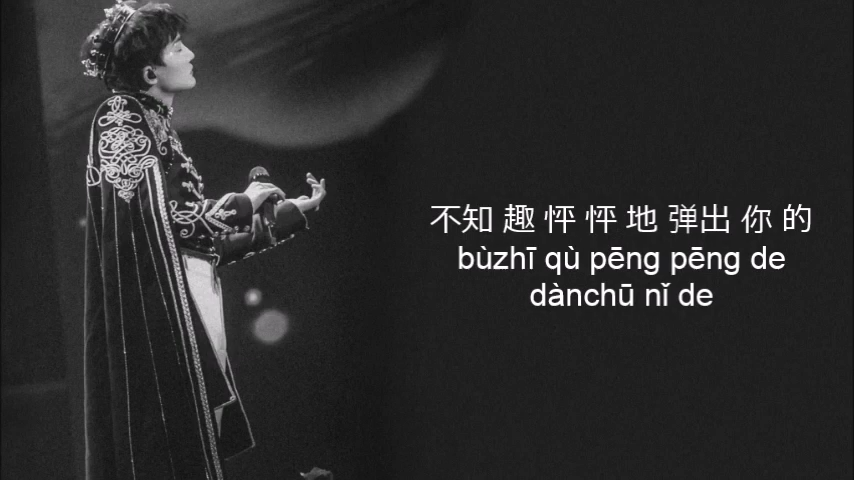 不知 趣 怦 怦 地 弹出 你 的
bùzhī qù pēng pēng de
dànchū nǐ de